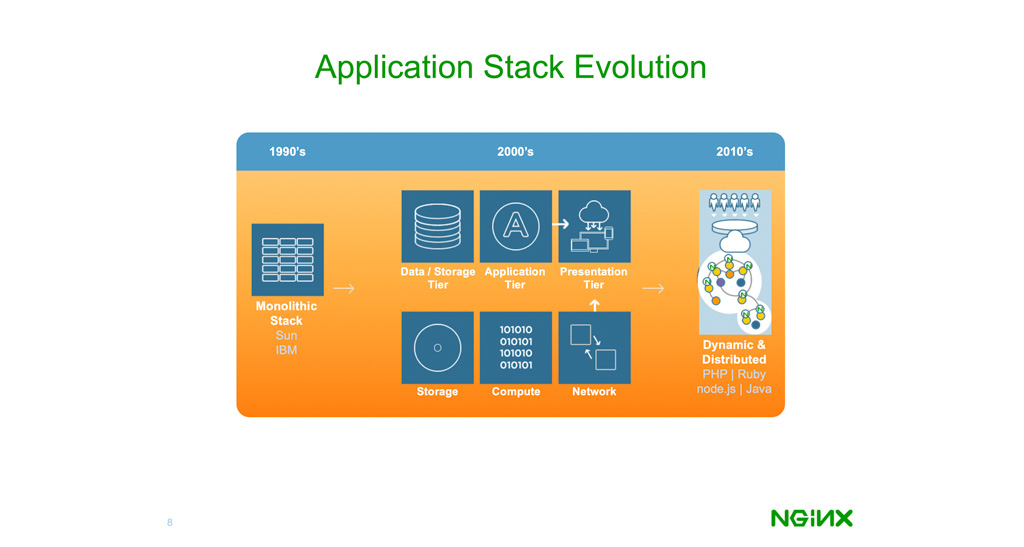 Application Stack Evolution
1990's
2000's
2010's
Monolithic
Stack
Sun
IBM
Data / Storage
Tier
Application
Tier
Presentation
Tier
A
101010
010101
101010
010101
Storage
Compute
Network
N
N
N
N
N
N
N
Dynamic &
Distributed
PHP | Ruby
node.js | Java
8
NGINX